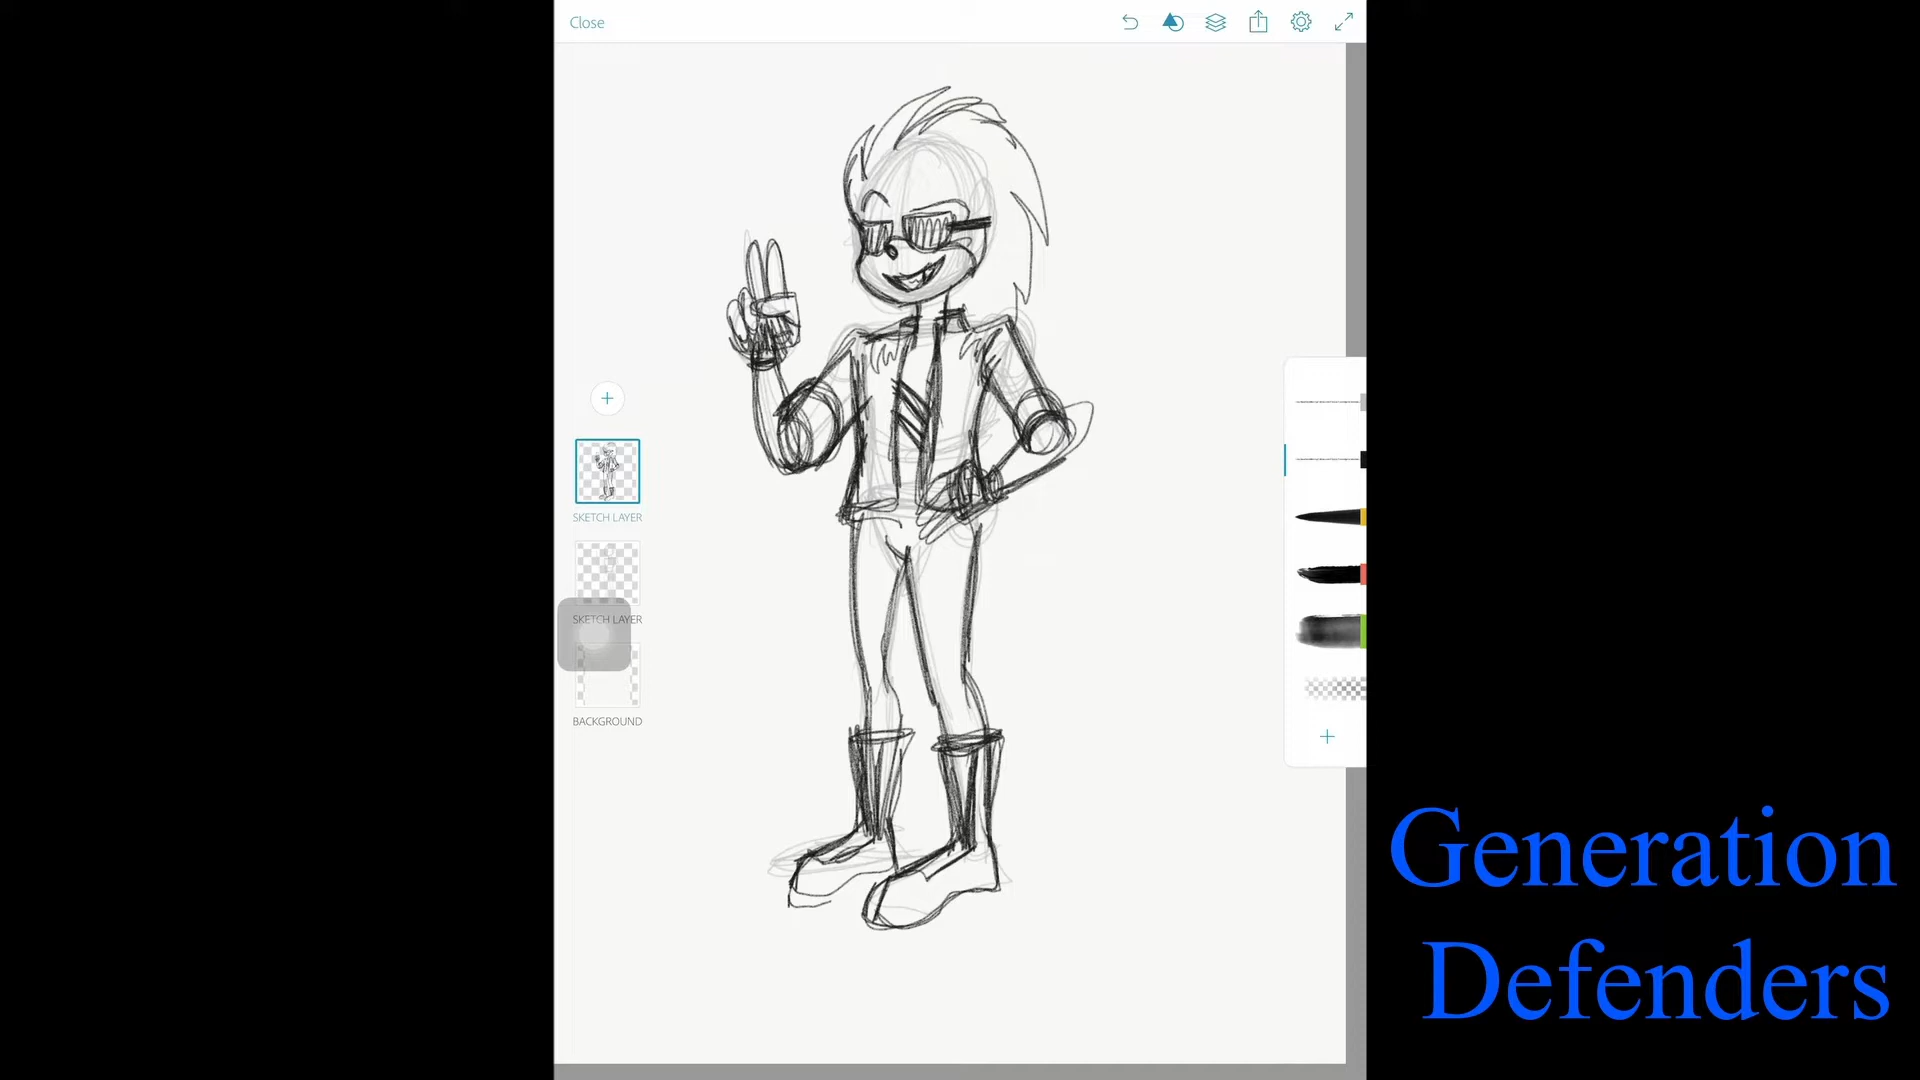 Close
SKETCH LAYER
SKETCH LAYER
BACKGROUND
Generation
Defenders